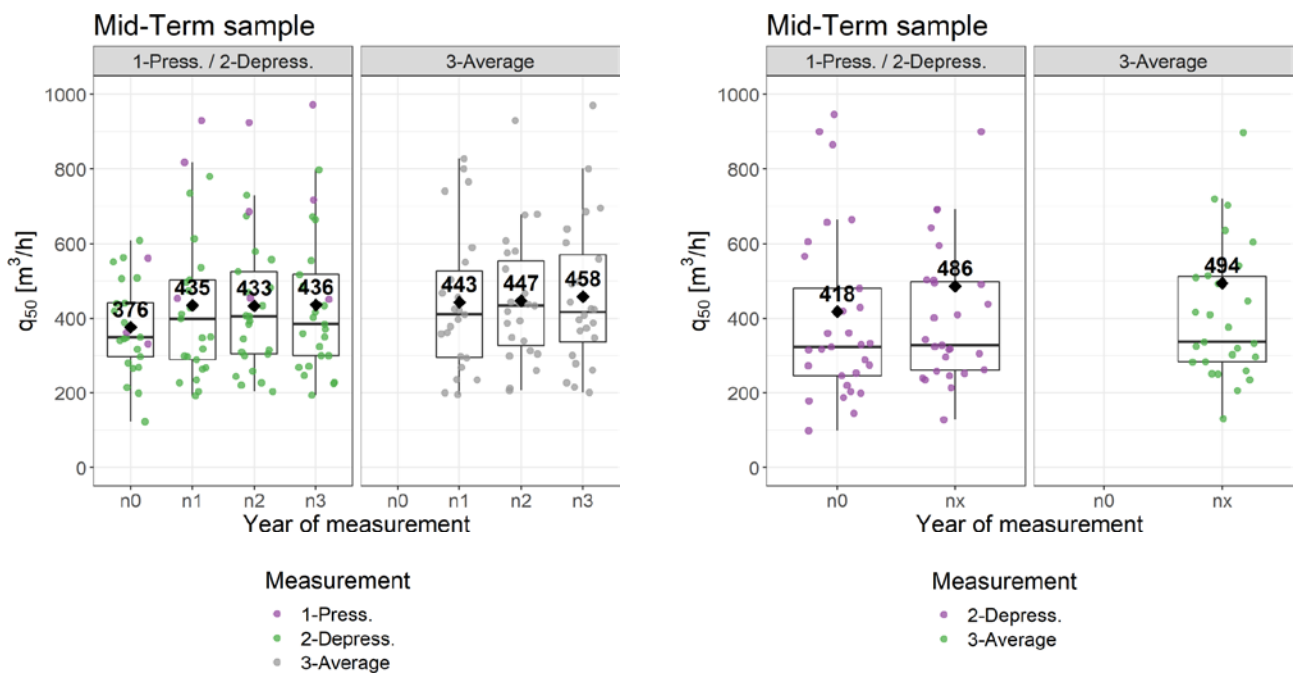 Mid-Term sample
1-Press. / 2-Depress.
3-Average
q50 [m³/h]
1000
800
600
400
200
0
376
435
433
436
443
447
458
n0
n1
n2
n3
n0
n1
n2
n3
Year of measurement
Measurement
1-Press.
2-Depress.
3-Average
Mid-Term sample
1-Press. / 2-Depress.
3-Average
q50 [m³/h]
1000
800
600
400
200
0
418
486
494
n0
nx
n0
nx
Year of measurement
Measurement
2-Depress.
3-Average